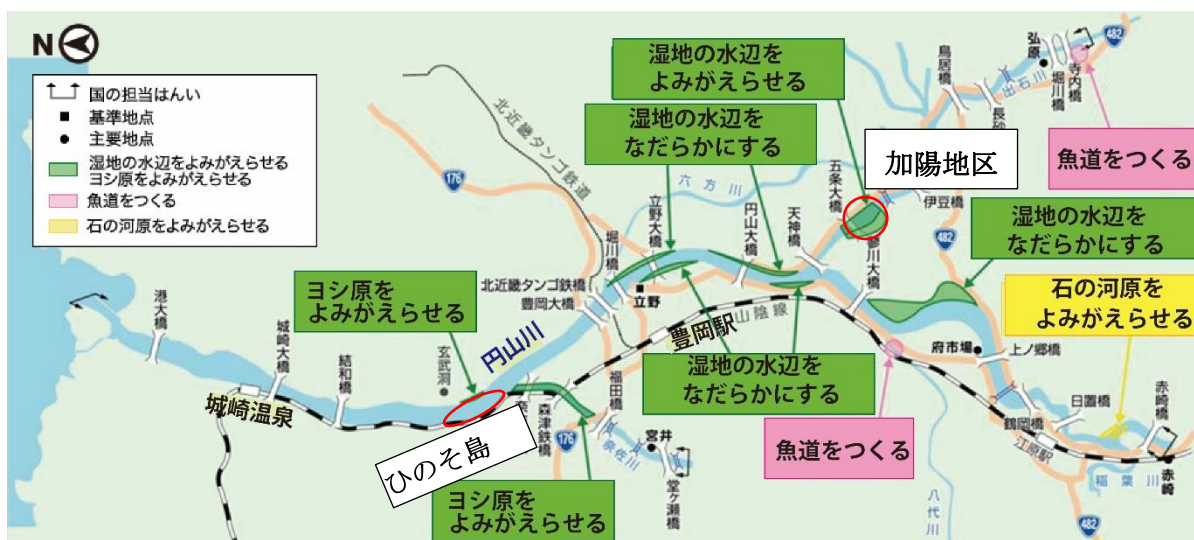 N
国の担当はんい
基準地点
主要地点
湿地の水辺をよみがえらせる
ヨシ原をよみがえらせる
魚道をつくる
石の河原をよみがえらせる
湿地の水辺を
よみがえらせる
湿地の水辺を
なだらかにする
加陽地区
魚道をつくる
湿地の水辺を
なだらかにする
石の河原を
よみがえらせる
ヨシ原を
よみがえらせる
湿地の水辺を
なだらかにする
魚道をつくる
ひのそ島
ヨシ原を
よみがえらせる
482
弘原
寺内橋
堀川橋
出石川
鳥居橋
長砂
五条大橋
伊豆橋
482
参川大橋
六方川
天神橋
円山大橋
立野大橋
堀川橋
立野
北近畿タンゴ鉄道
176
北近畿タンゴ鉄橋
豊岡大橋
円山川
豊岡駅
山陰線
港大橋
城崎大橋
城崎温泉
結和橋
玄武洞
奈
森津鉄橋
176
福田橋
宮井
奈佐川
堂ヶ瀬橋
府市場
上ノ郷橋
鶴岡橋
日置橋
赤崎橋
江原駅
赤崎
稲葉川
八代川
482